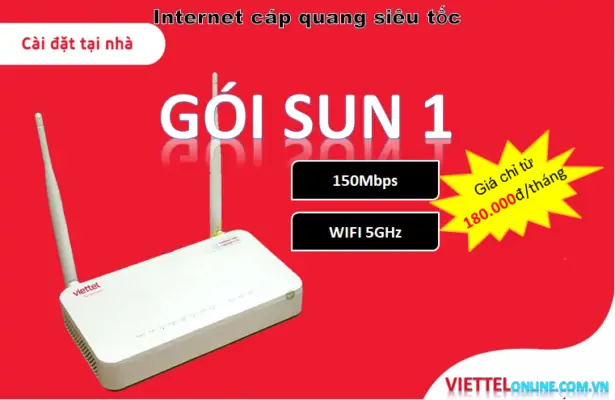 Internet cáp quang siêu tốc
Cài đặt tại nhà
GÓI SUN 1
150Mbps
WIFI 5GHz
Giá chỉ từ
180.000đ/tháng
viettel
VIETTELONLINE.COM.VN